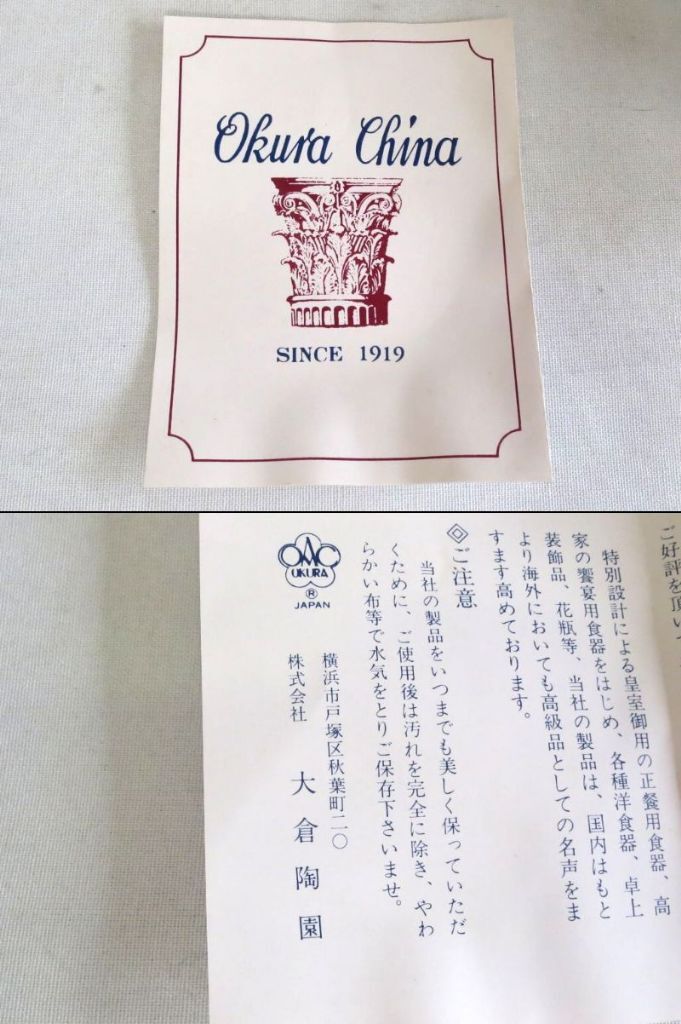 Okura China
SINCE 1919
ご好評を頂い
特別設計による皇室御用の正餐用食器、高
家の饗宴用食器をはじめ、各種洋食器、卓上
装飾品、花瓶等、当社の製品は、国内はもと
より海外においても高級品としての名声をま
すます高めております。
◇ご注意
当社の製品をいつまでも美しく保っていただ
くために、ご使用後は汚れを完全に除き、やわ
らかい布等で水気をとりご保存下さいませ。
横浜市戸塚区秋葉町二〇
株式会社 大倉陶園
OAC
OKURA
®
JAPAN